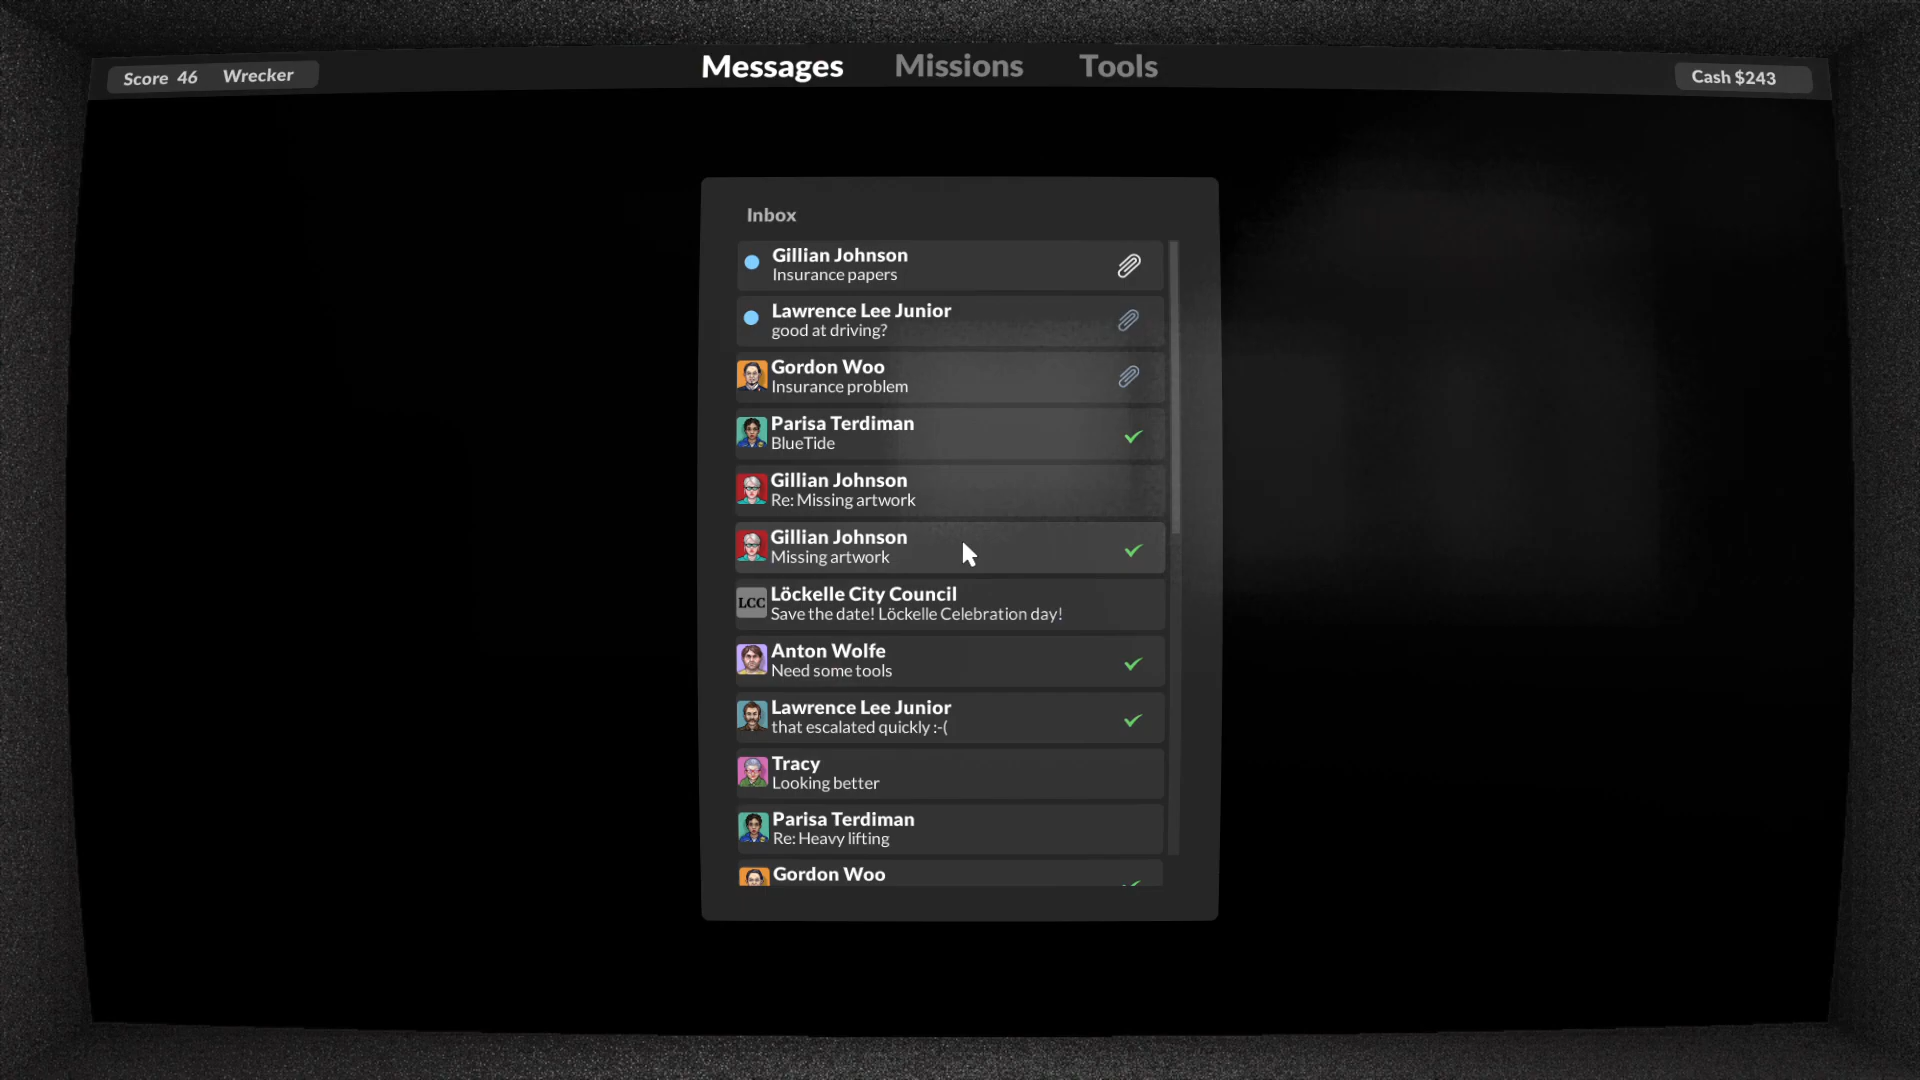 Score 46 Wrecker
Messages Missions Tools
Cash $243
Inbox
Gillian Johnson
Insurance papers
Lawrence Lee Junior
good at driving?
Gordon Woo
Insurance problem
Parisa Terdiman
BlueTide
Gillian Johnson
Re: Missing artwork
Gillian Johnson
Missing artwork
LCC
Löckelle City Council
Save the date! Löckelle Celebration day!
Anton Wolfe
Need some tools
Lawrence Lee Junior
that escalated quickly :-(
Tracy
Looking better
Parisa Terdiman
Re: Heavy lifting
Gordon Woo